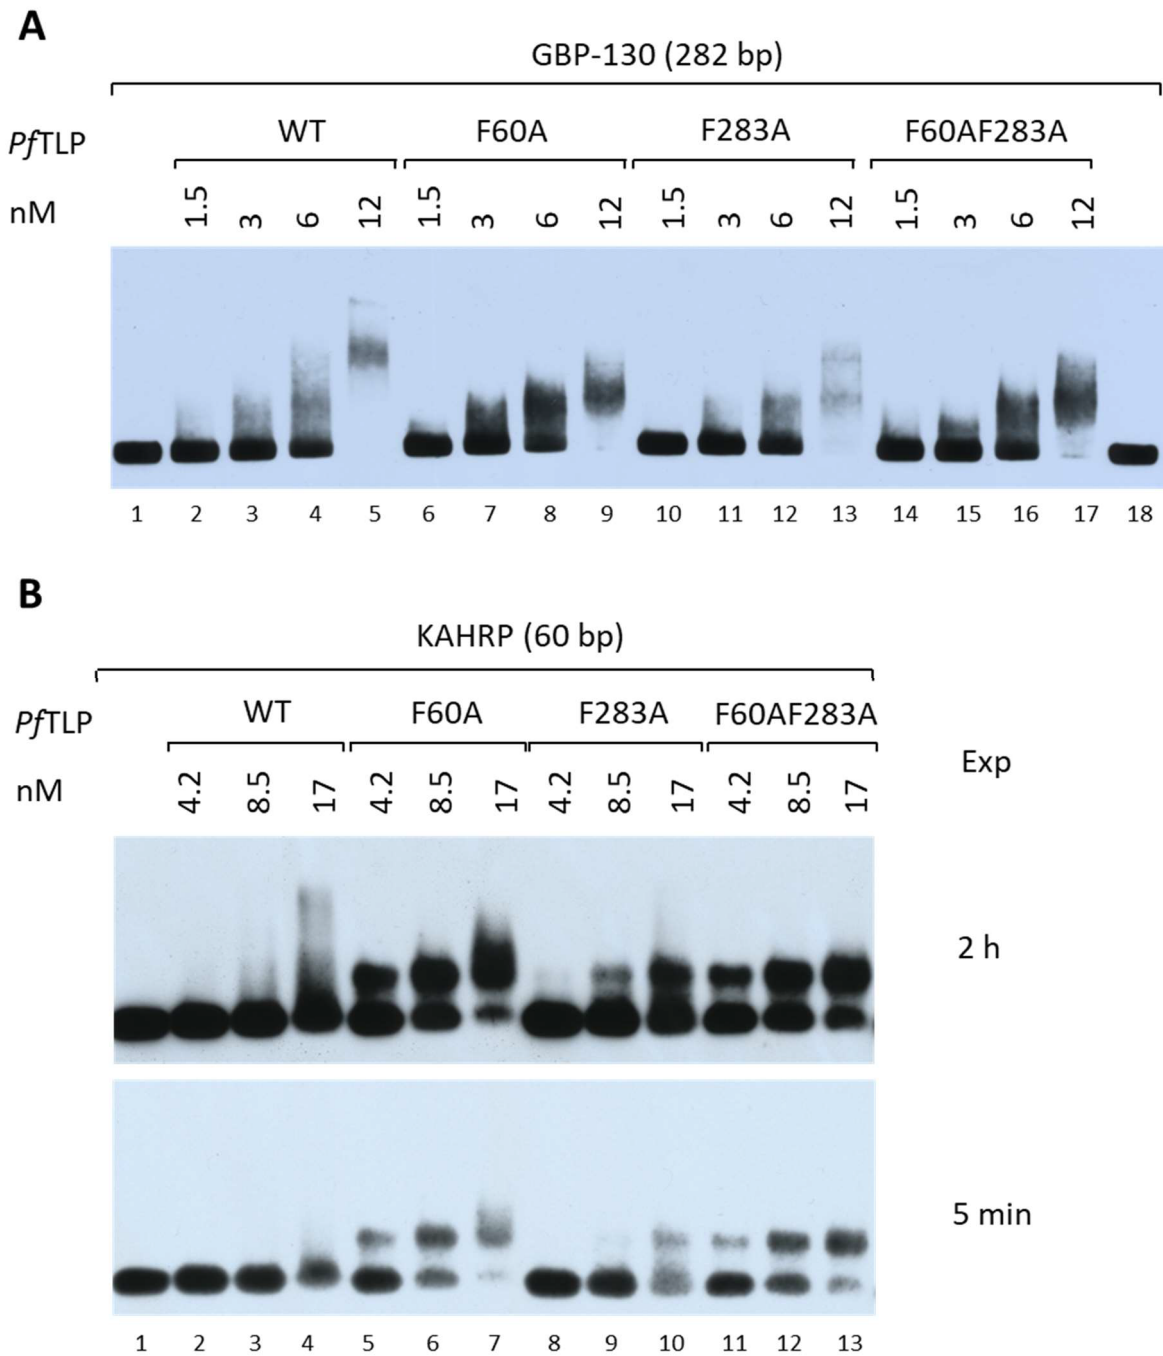 A
GBP-130 (282 bp)
PfTLP WT F60A F283A F60AF283A
nM 1.5 3 6 12 1.5 3 6 12 1.5 3 6 12 1.5 3 6 12
1 2 3 4 5 6 7 8 9 10 11 12 13 14 15 16 17 18
B
KAHRP (60 bp)
PfTLP WT F60A F283A F60AF283A
nM 4.2 8.5 17 4.2 8.5 17 4.2 8.5 17 4.2 8.5 17 Exp
2 h
5 min
1 2 3 4 5 6 7 8 9 10 11 12 13